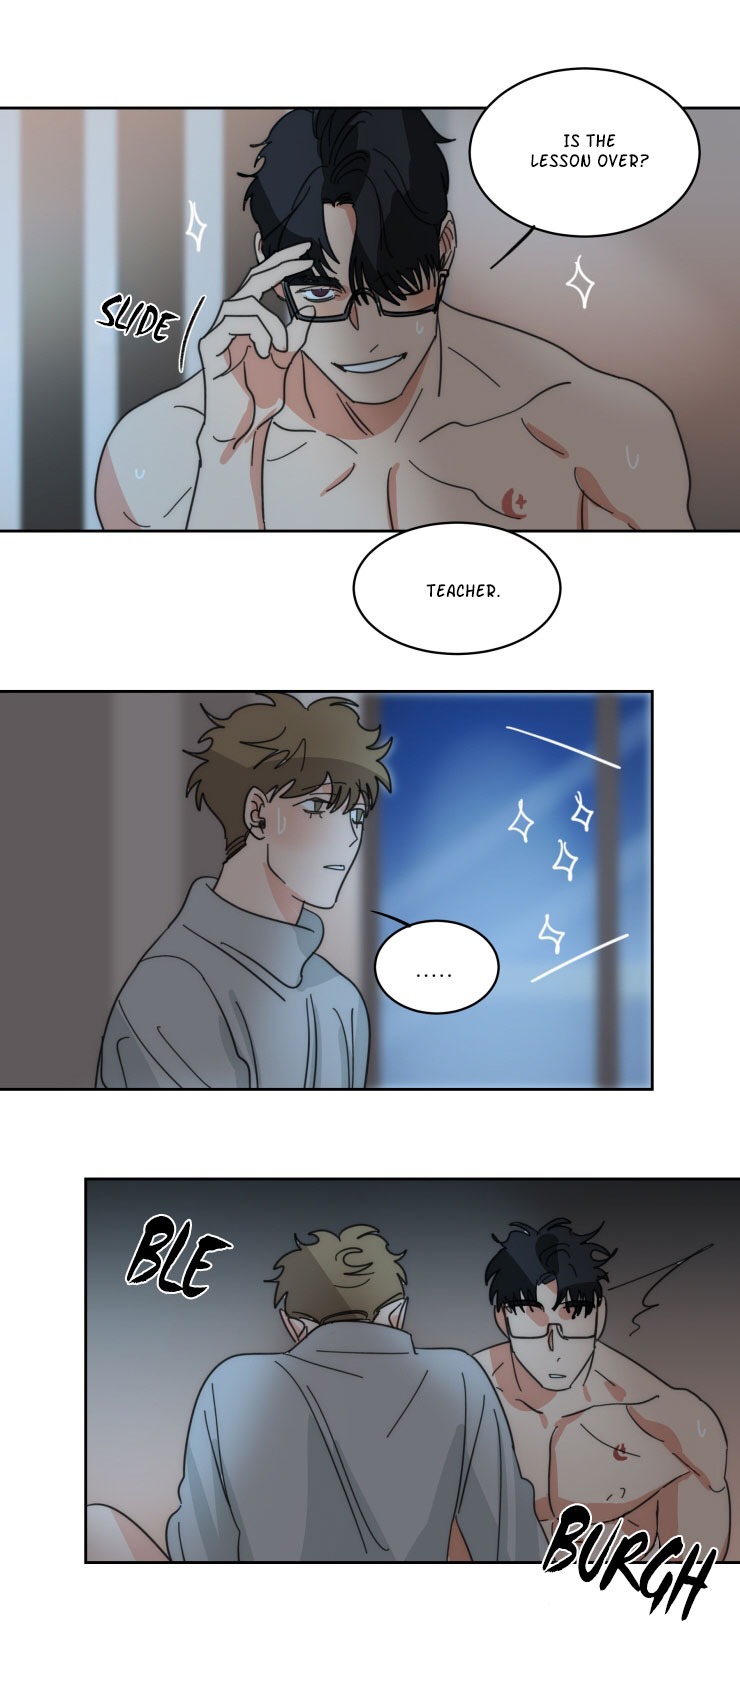 IS THE
LESSON OVER?
SLIDE
TEACHER.
.....
BLE
BURGH